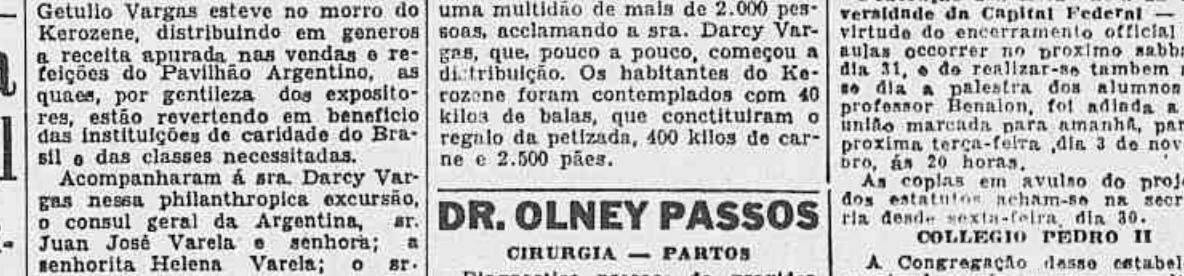 Getulio Vargas esteve no morro do
Kerozene, distribuindo em generos
a receita apurada nas vendas e re-
feições do Pavilhão Argentino, as
quaes, por gentileza dos exposito-
res, estão revertendo em beneficio
das instituições de caridade do Bra-
sil e das classes necessitadas.
Acompanharam á sra. Darcy Var-
gas nessa philanthropica excursão,
o consul geral da Argentina, sr.
Juan José Varela e senhora; a
senhorita Helena Varela; o sr.
uma multidão de mais de 2.000 pes-
soas, acclamando a sra. Darcy Var-
gas, que, pouco a pouco, começou a
distribuição. Os habitantes do Ke-
rozene foram contemplados com 40
kilos de balas, que conctituiram o
regalo da petizada, 400 kilos de car-
ne e 2.500 pães.
DR. OLNEY PASSOS
CIRURGIA — PARTOS
versidade da Capital Federal —
virtude do encerramento official
aulas occorrer no proximo sabba
dia 31, e de realizar-se tambem
se dia a palestra dos alumnos
professor Benalon, foi adiada a
união marcada para amanhã, par
proxima terça-feira ,dia 3 de nov
bro, ás 20 horas.
As copias em avulso do proje
dos estatutos acham-se na secr
ria desde sexta-feira, dia 30.
COLLEGIO PEDRO II
A Congregação desse estabel